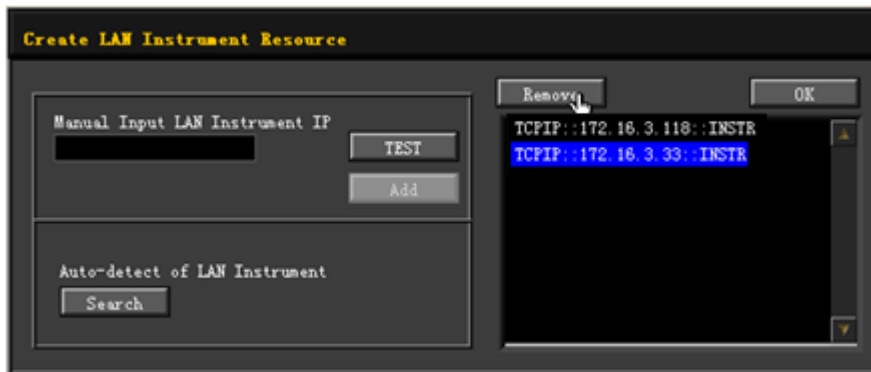 Create LAN Instrument Resource
Manual Input LAN Instrument IP
TEST
Add
Auto-detect of LAN Instrument
Search
Remove
OK
TCPIP::172.16.3.118::INSTR
TCPIP::172.16.3.33::INSTR